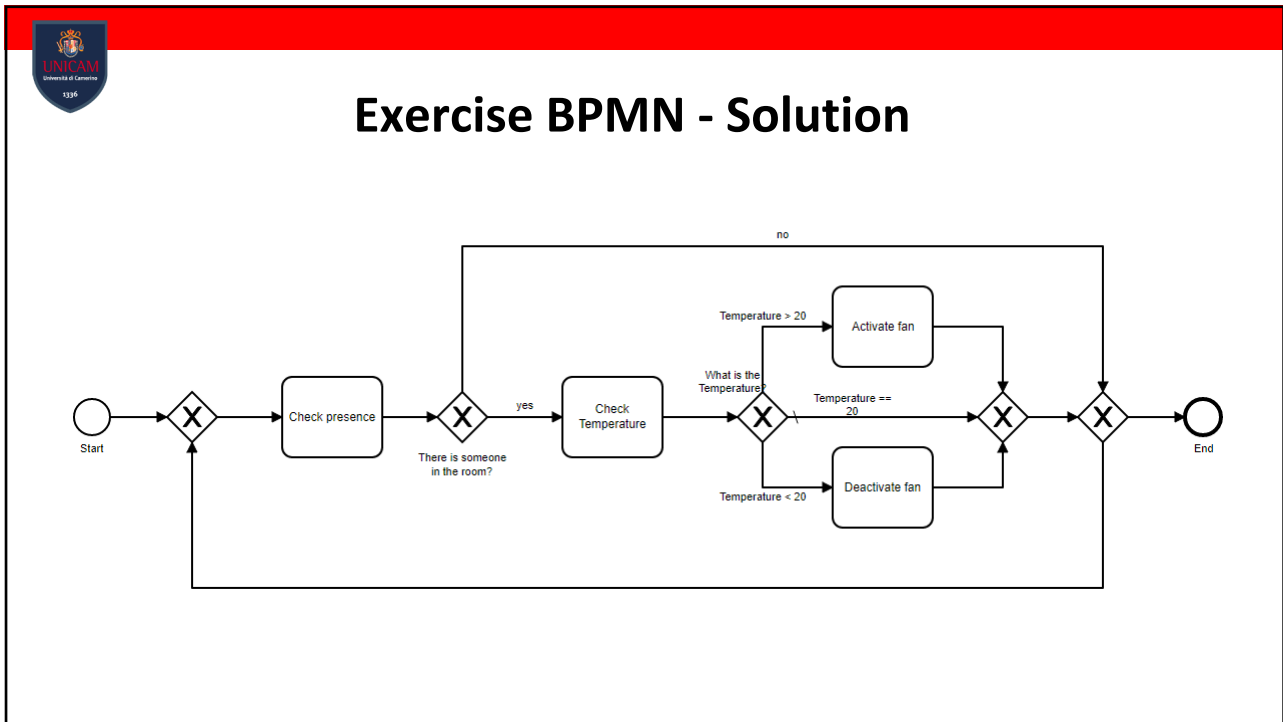 UNICAM
Università di Camerino
1336
Exercise BPMN - Solution
no
Temperature > 20
Activate fan
What is the
Temperature?
Temperature ==
20
yes
Check presence
Check
Temperature
Start
There is someone
in the room?
Temperature < 20
Deactivate fan
End
X
X
X
X
X